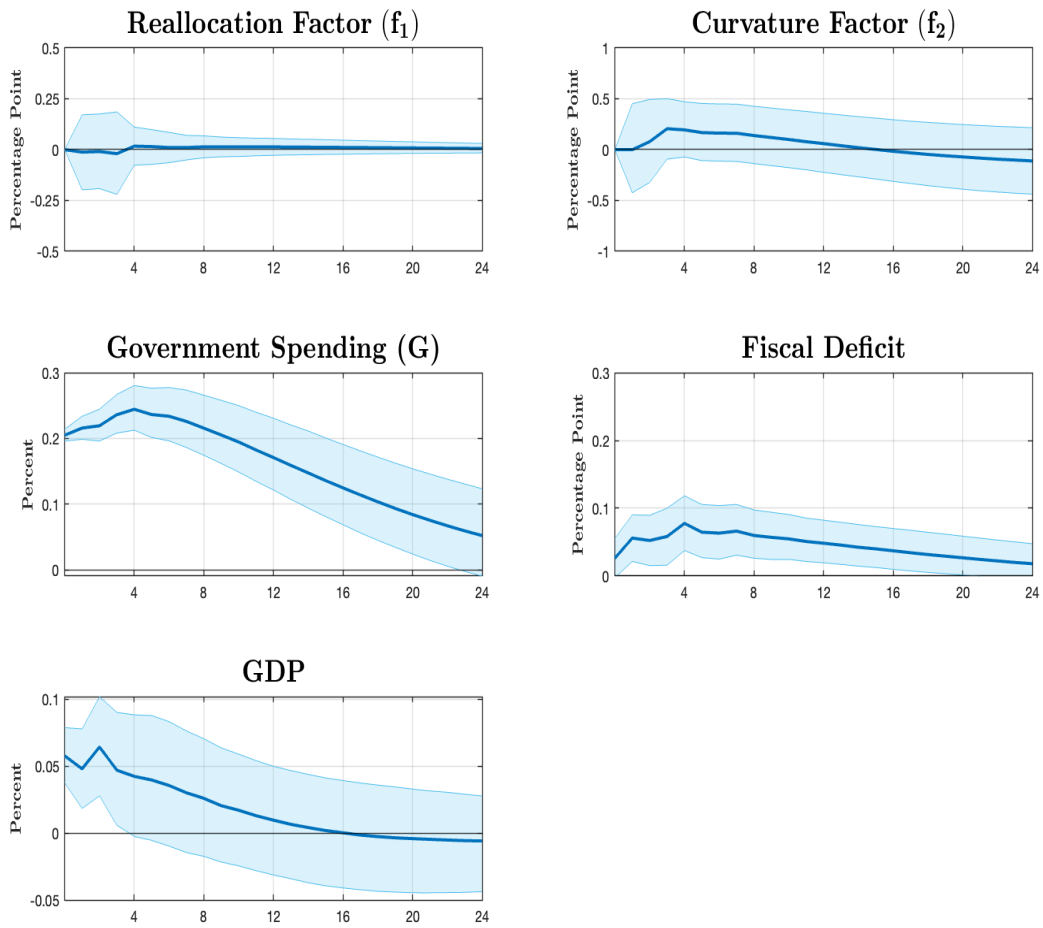 Reallocation Factor (f₁)
Percentage Point
0.5
0.25
0
-0.25
-0.5
4 8 12 16 20 24
Curvature Factor (f₂)
Percentage Point
1
0.5
0
-0.5
-1
4 8 12 16 20 24
Government Spending (G)
Percent
0.3
0.2
0.1
0
4 8 12 16 20 24
Fiscal Deficit
Percentage Point
0.3
0.2
0.1
0
4 8 12 16 20 24
GDP
Percent
0.1
0.05
0
-0.05
4 8 12 16 20 24